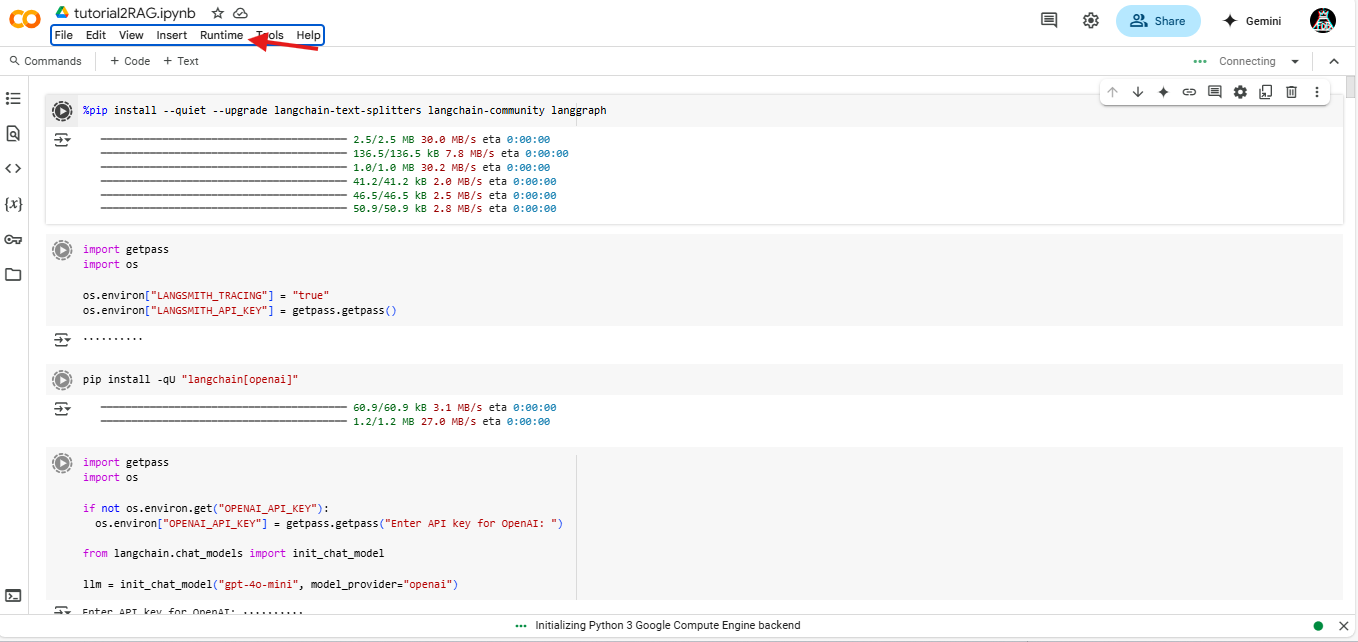 tutorial2RAG.ipynb
Share
Gemini
File Edit View Insert Runtime Tools Help
Commands + Code + Text
Connecting
%pip install --quiet --upgrade langchain-text-splitters langchain-community langgraph
2.5/2.5 MB 30.0 MB/s eta 0:00:00
136.5/136.5 kB 7.8 MB/s eta 0:00:00
1.0/1.0 MB 30.2 MB/s eta 0:00:00
41.2/41.2 kB 2.0 MB/s eta 0:00:00
46.5/46.5 kB 2.5 MB/s eta 0:00:00
50.9/50.9 kB 2.8 MB/s eta 0:00:00
import getpass
import os
os.environ["LANGSMITH_TRACING"] = "true"
os.environ["LANGSMITH_API_KEY"] = getpass.getpass()
··········
pip install -qU "langchain[openai]"
60.9/60.9 kB 3.1 MB/s eta 0:00:00
1.2/1.2 MB 27.0 MB/s eta 0:00:00
import getpass
import os
if not os.environ.get("OPENAI_API_KEY"):
os.environ["OPENAI_API_KEY"] = getpass.getpass("Enter API key for OpenAI: ")
from langchain.chat_models import init_chat_model
llm = init_chat_model("gpt-4o-mini", model_provider="openai")
Enter API key for OpenAI: ··········
Initializing Python 3 Google Compute Engine backend